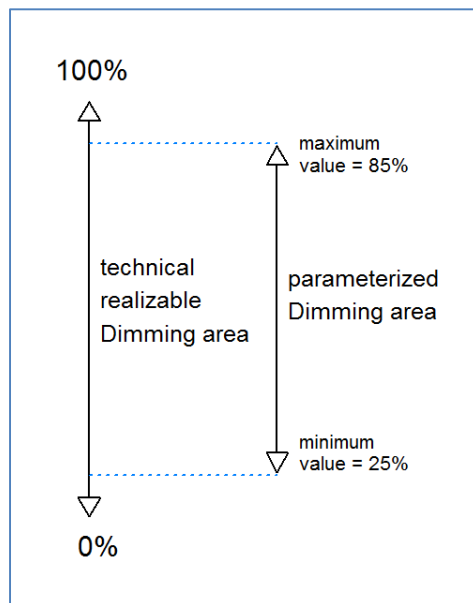 100%
maximum
value = 85%
technical
realizable
Dimming area
parameterized
Dimming area
minimum
value = 25%
0%